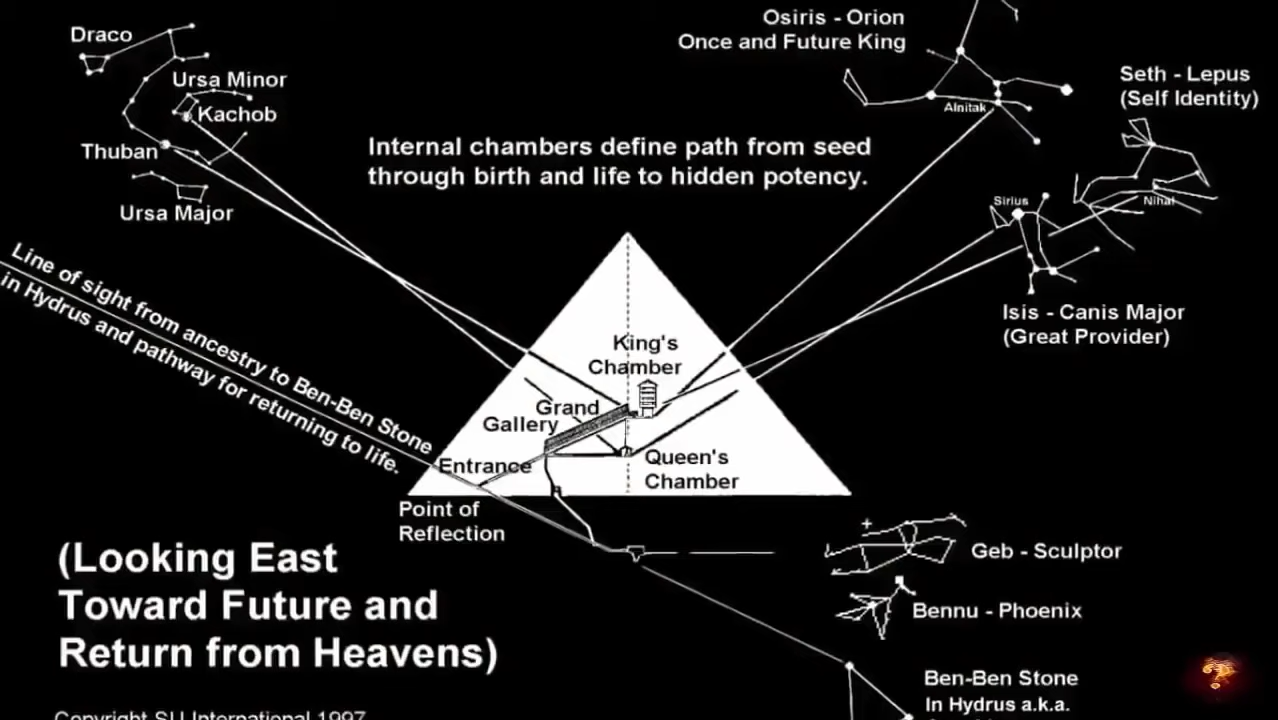 Draco
Ursa Minor
Kachob
Thuban
Ursa Major
Osiris - Orion
Once and Future King
Alnitak
Seth - Lepus
(Self Identity)
Nihal
Sirius
Isis - Canis Major
(Great Provider)
Internal chambers define path from seed
through birth and life to hidden potency.
Line of sight from ancestry to Ben-Ben Stone
in Hydrus and pathway for returning to life.
King's
Chamber
Grand
Gallery
Entrance
Queen's
Chamber
Point of
Reflection
(Looking East
Toward Future and
Return from Heavens)
Geb - Sculptor
Bennu - Phoenix
Ben-Ben Stone
In Hydrus a.k.a.
Copyright SU International 1997